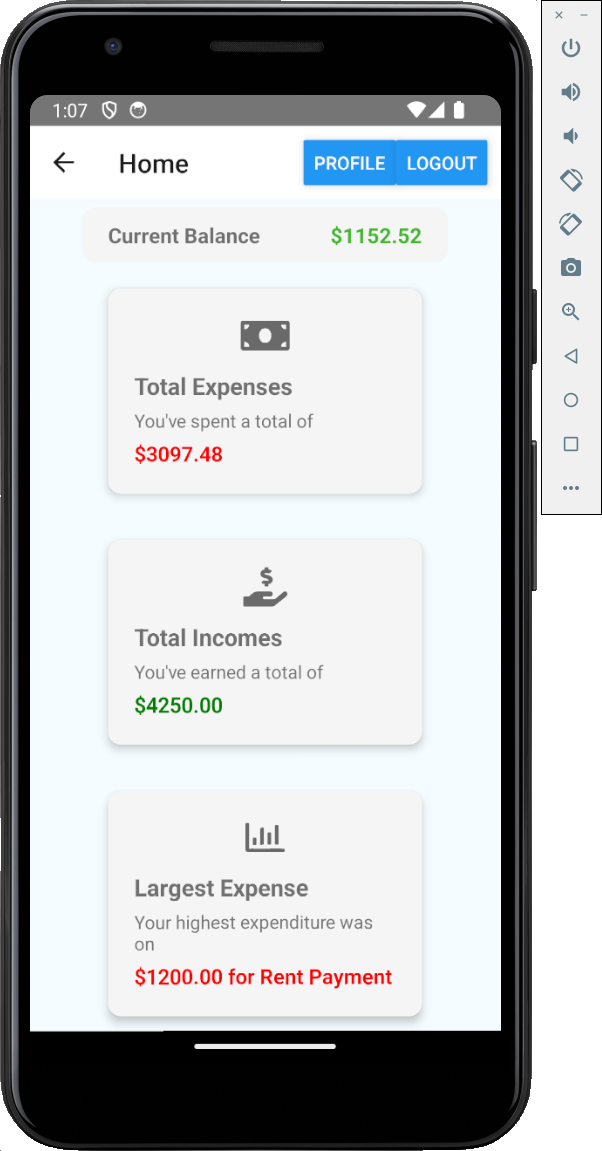 1:07
Home
PROFILE LOGOUT
Current Balance $1152.52
Total Expenses
You've spent a total of
$3097.48
Total Incomes
You've earned a total of
$4250.00
Largest Expense
Your highest expenditure was
on
$1200.00 for Rent Payment